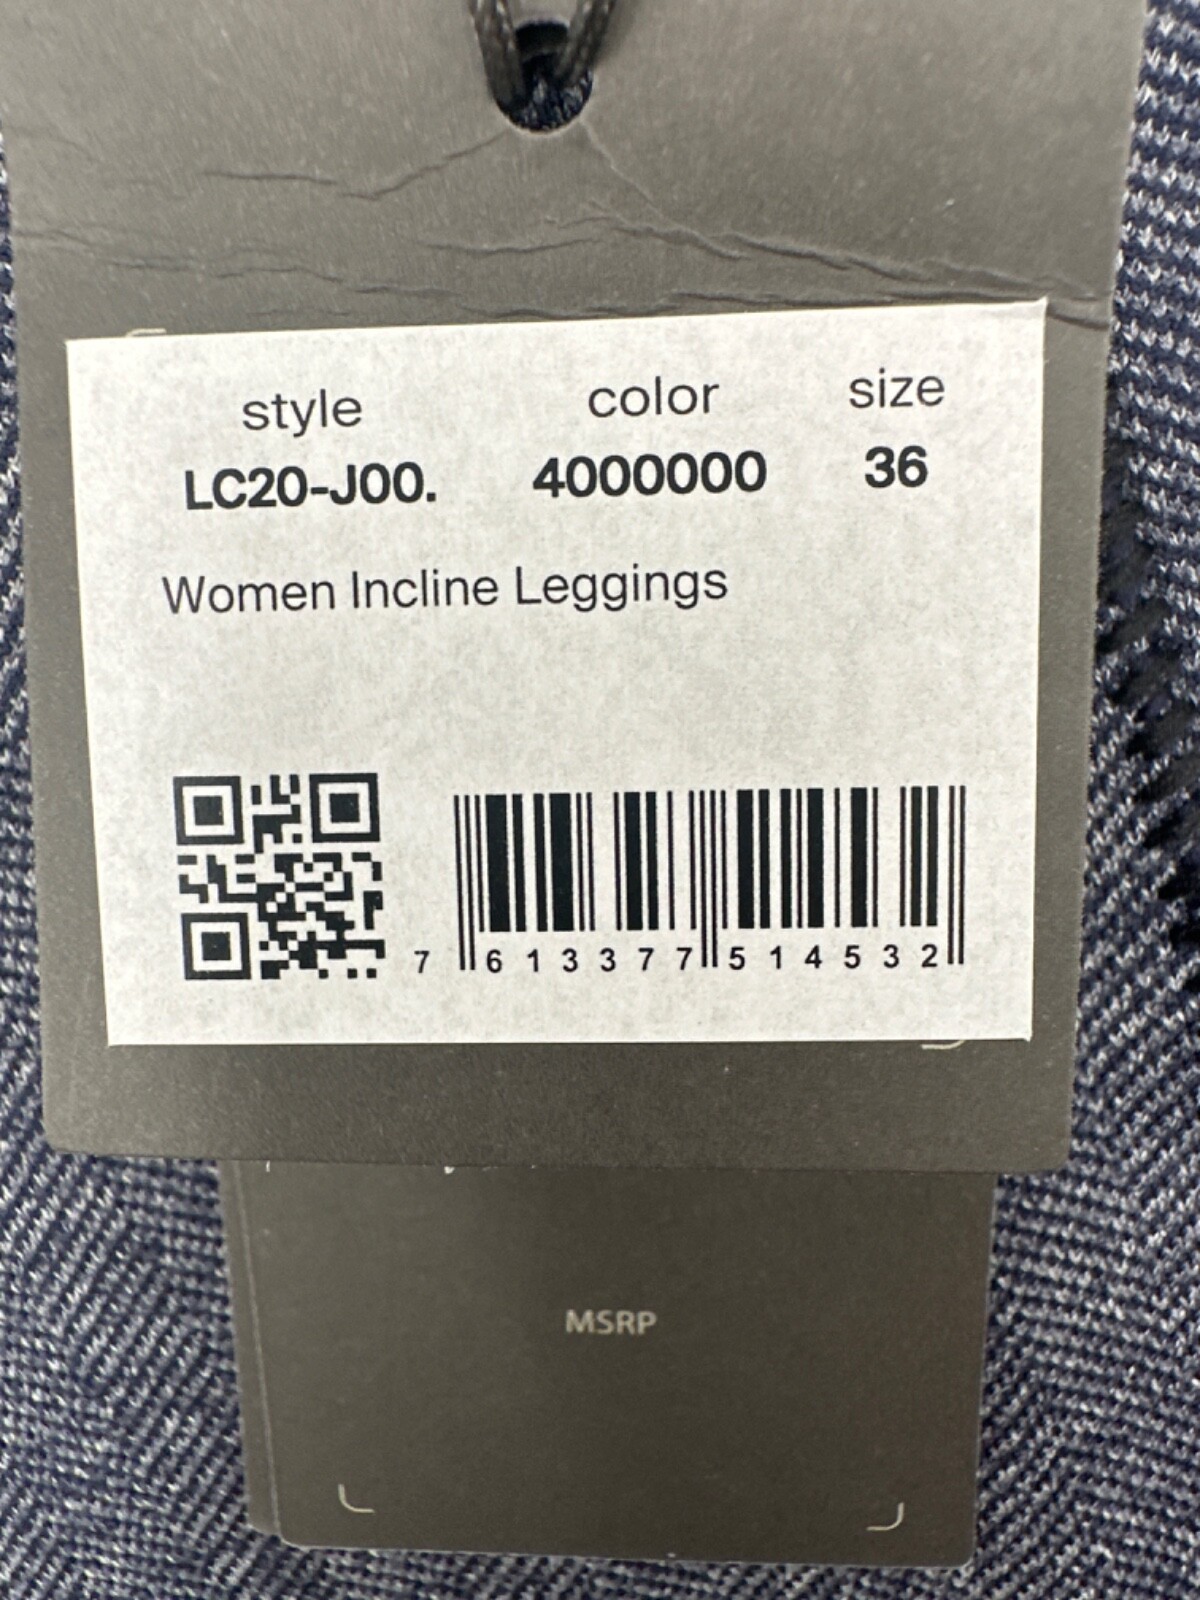 style color size
LC20-J00. 4000000 36
Women Incline Leggings
7 613377 514532
MSRP